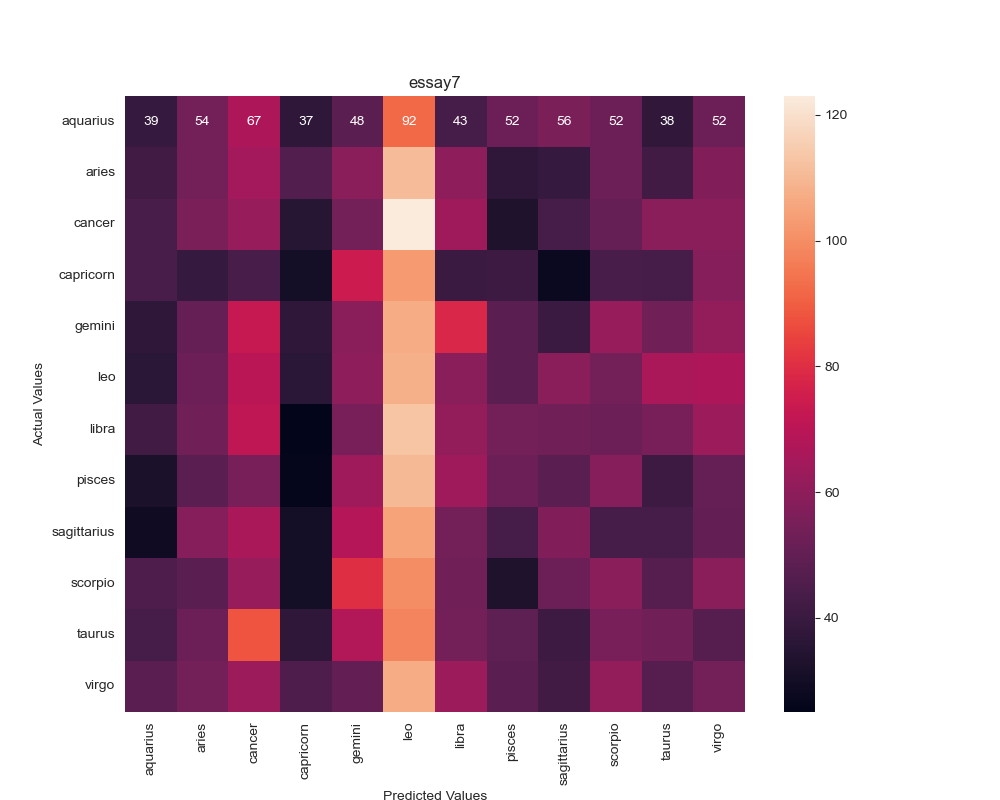 essay7
aquarius 39 54 67 37 48 92 43 52 56 52 38 52
aries
cancer
capricorn
gemini
leo
libra
pisces
sagittarius
scorpio
taurus
virgo
Actual Values
aquarius aries cancer capricorn gemini leo libra pisces sagittarius scorpio taurus virgo
Predicted Values
120
100
80
60
40